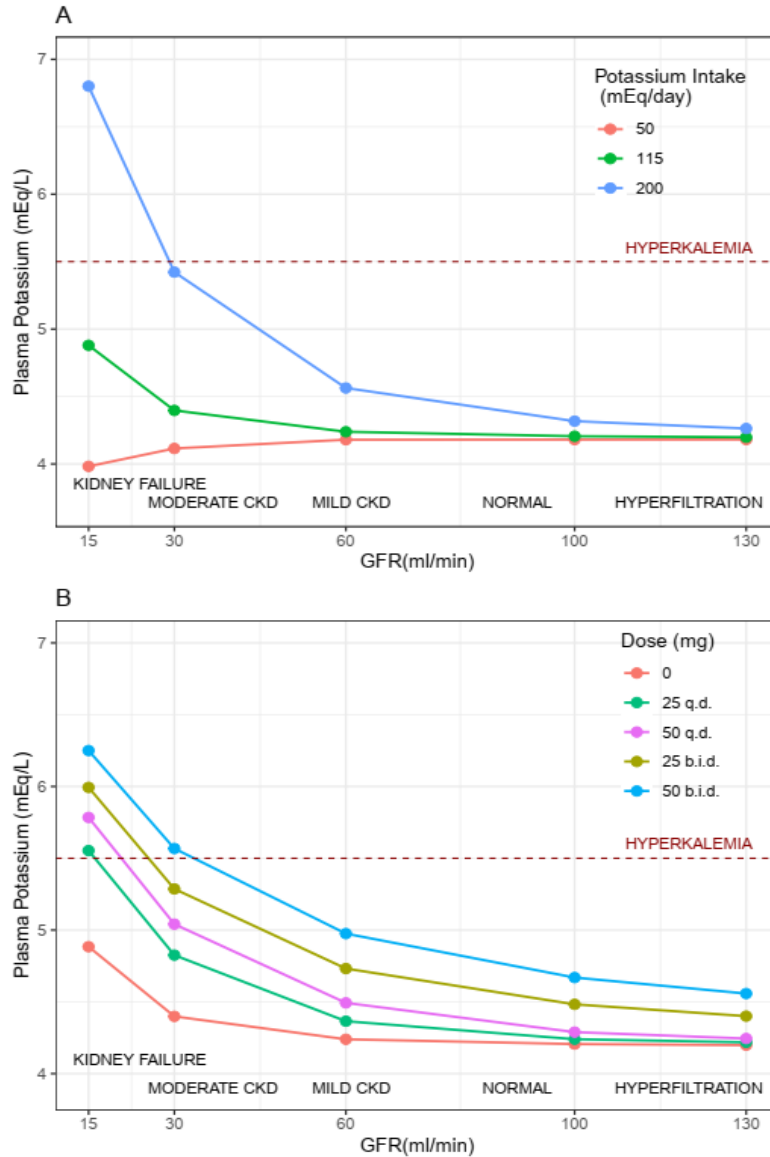 A
7
Potassium Intake
(mEq/day)
50
115
200
6
HYPERKALEMIA
Plasma Potassium (mEq/L)
5
4
KIDNEY FAILURE
MODERATE CKD MILD CKD NORMAL HYPERFILTRATION
15 30 60 100 130
GFR(ml/min)
B
7
Dose (mg)
0
25 q.d.
50 q.d.
25 b.i.d.
50 b.i.d.
6
HYPERKALEMIA
Plasma Potassium (mEq/L)
5
KIDNEY FAILURE
4
MODERATE CKD MILD CKD NORMAL HYPERFILTRATION
15 30 60 100 130
GFR(ml/min)